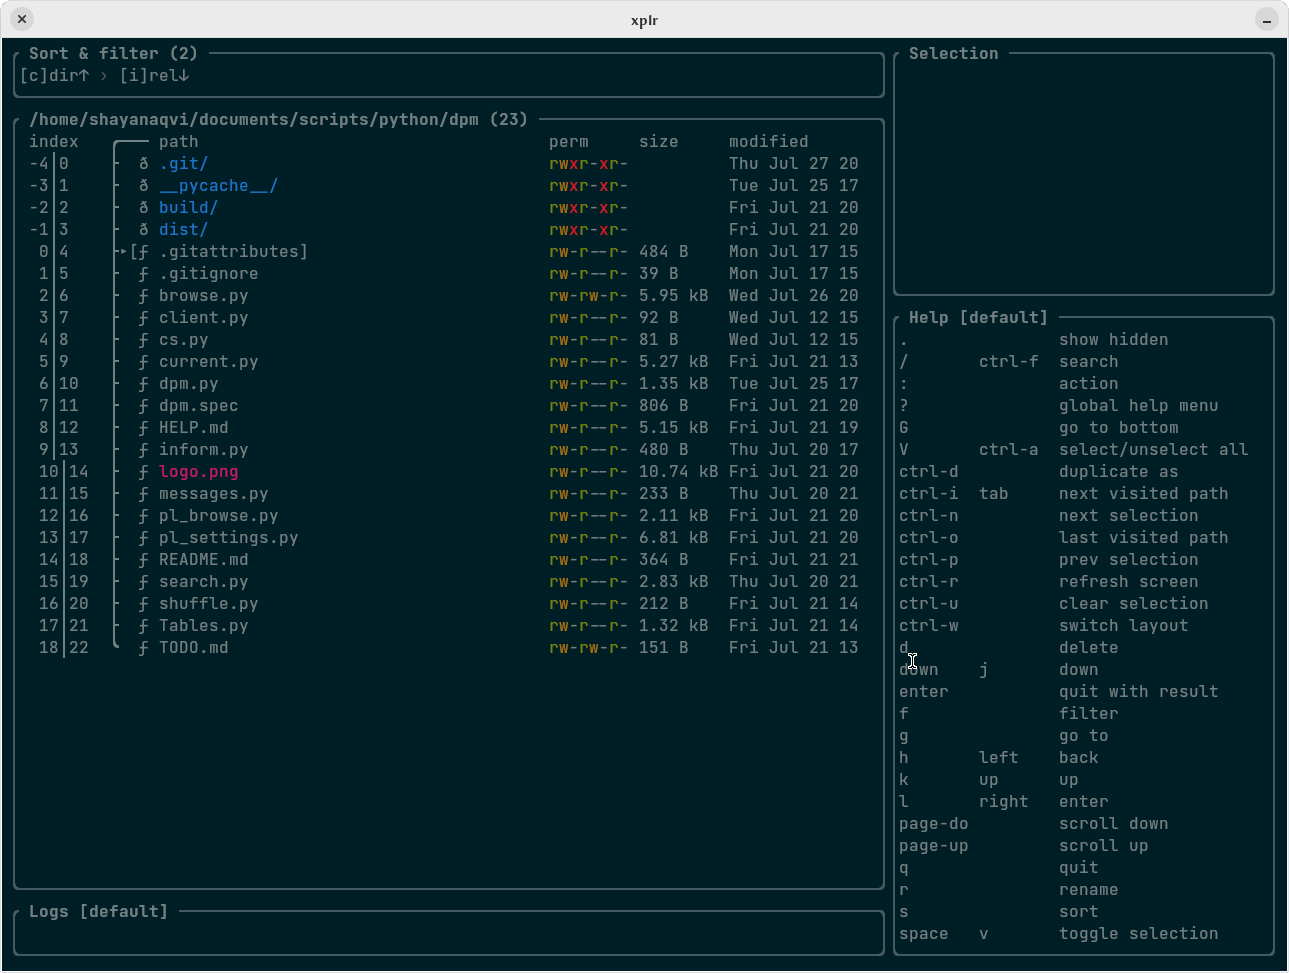 xplr
Sort & filter (2)
[c]dir↑ › [i]rel↓
/home/shayanaqvi/documents/scripts/python/dpm (23)
index path perm size modified
-4│0 ├ ð .git/ rwxr-xr- Thu Jul 27 20
-3│1 ├ ð __pycache__/ rwxr-xr- Tue Jul 25 17
-2│2 ├ ð build/ rwxr-xr- Fri Jul 21 20
-1│3 ├ ð dist/ rwxr-xr- Fri Jul 21 20
0│4 ├▸[ƒ .gitattributes] rw-r--r- 484 B Mon Jul 17 15
1│5 ├ ƒ .gitignore rw-r--r- 39 B Mon Jul 17 15
2│6 ├ ƒ browse.py rw-rw-r- 5.95 kB Wed Jul 26 20
3│7 ├ ƒ client.py rw-r--r- 92 B Wed Jul 12 15
4│8 ├ ƒ cs.py rw-r--r- 81 B Wed Jul 12 15
5│9 ├ ƒ current.py rw-r--r- 5.27 kB Fri Jul 21 13
6│10 ├ ƒ dpm.py rw-r--r- 1.35 kB Tue Jul 25 17
7│11 ├ ƒ dpm.spec rw-r--r- 806 B Fri Jul 21 20
8│12 ├ ƒ HELP.md rw-r--r- 5.15 kB Fri Jul 21 19
9│13 ├ ƒ inform.py rw-r--r- 480 B Thu Jul 20 17
10│14 ├ ƒ logo.png rw-r--r- 10.74 kB Fri Jul 21 20
11│15 ├ ƒ messages.py rw-r--r- 233 B Thu Jul 20 21
12│16 ├ ƒ pl_browse.py rw-r--r- 2.11 kB Fri Jul 21 20
13│17 ├ ƒ pl_settings.py rw-r--r- 6.81 kB Fri Jul 21 20
14│18 ├ ƒ README.md rw-r--r- 364 B Fri Jul 21 21
15│19 ├ ƒ search.py rw-r--r- 2.83 kB Thu Jul 20 21
16│20 ├ ƒ shuffle.py rw-r--r- 212 B Fri Jul 21 14
17│21 ├ ƒ Tables.py rw-r--r- 1.32 kB Fri Jul 21 14
18│22 ╰ ƒ TODO.md rw-rw-r- 151 B Fri Jul 21 13
Logs [default]
Selection
Help [default]
. show hidden
/ ctrl-f search
: action
? global help menu
G go to bottom
V ctrl-a select/unselect all
ctrl-d duplicate as
ctrl-i tab next visited path
ctrl-n next selection
ctrl-o last visited path
ctrl-p prev selection
ctrl-r refresh screen
ctrl-u clear selection
ctrl-w switch layout
d delete
down j down
enter quit with result
f filter
g go to
h left back
k up up
l right enter
page-do scroll down
page-up scroll up
q quit
r rename
s sort
space v toggle selection